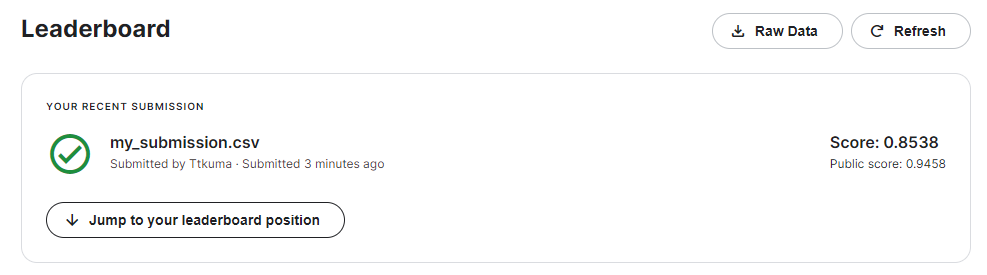 Leaderboard
Raw Data
Refresh
YOUR RECENT SUBMISSION
my_submission.csv
Submitted by Ttkuma · Submitted 3 minutes ago
Score: 0.8538
Public score: 0.9458
Jump to your leaderboard position